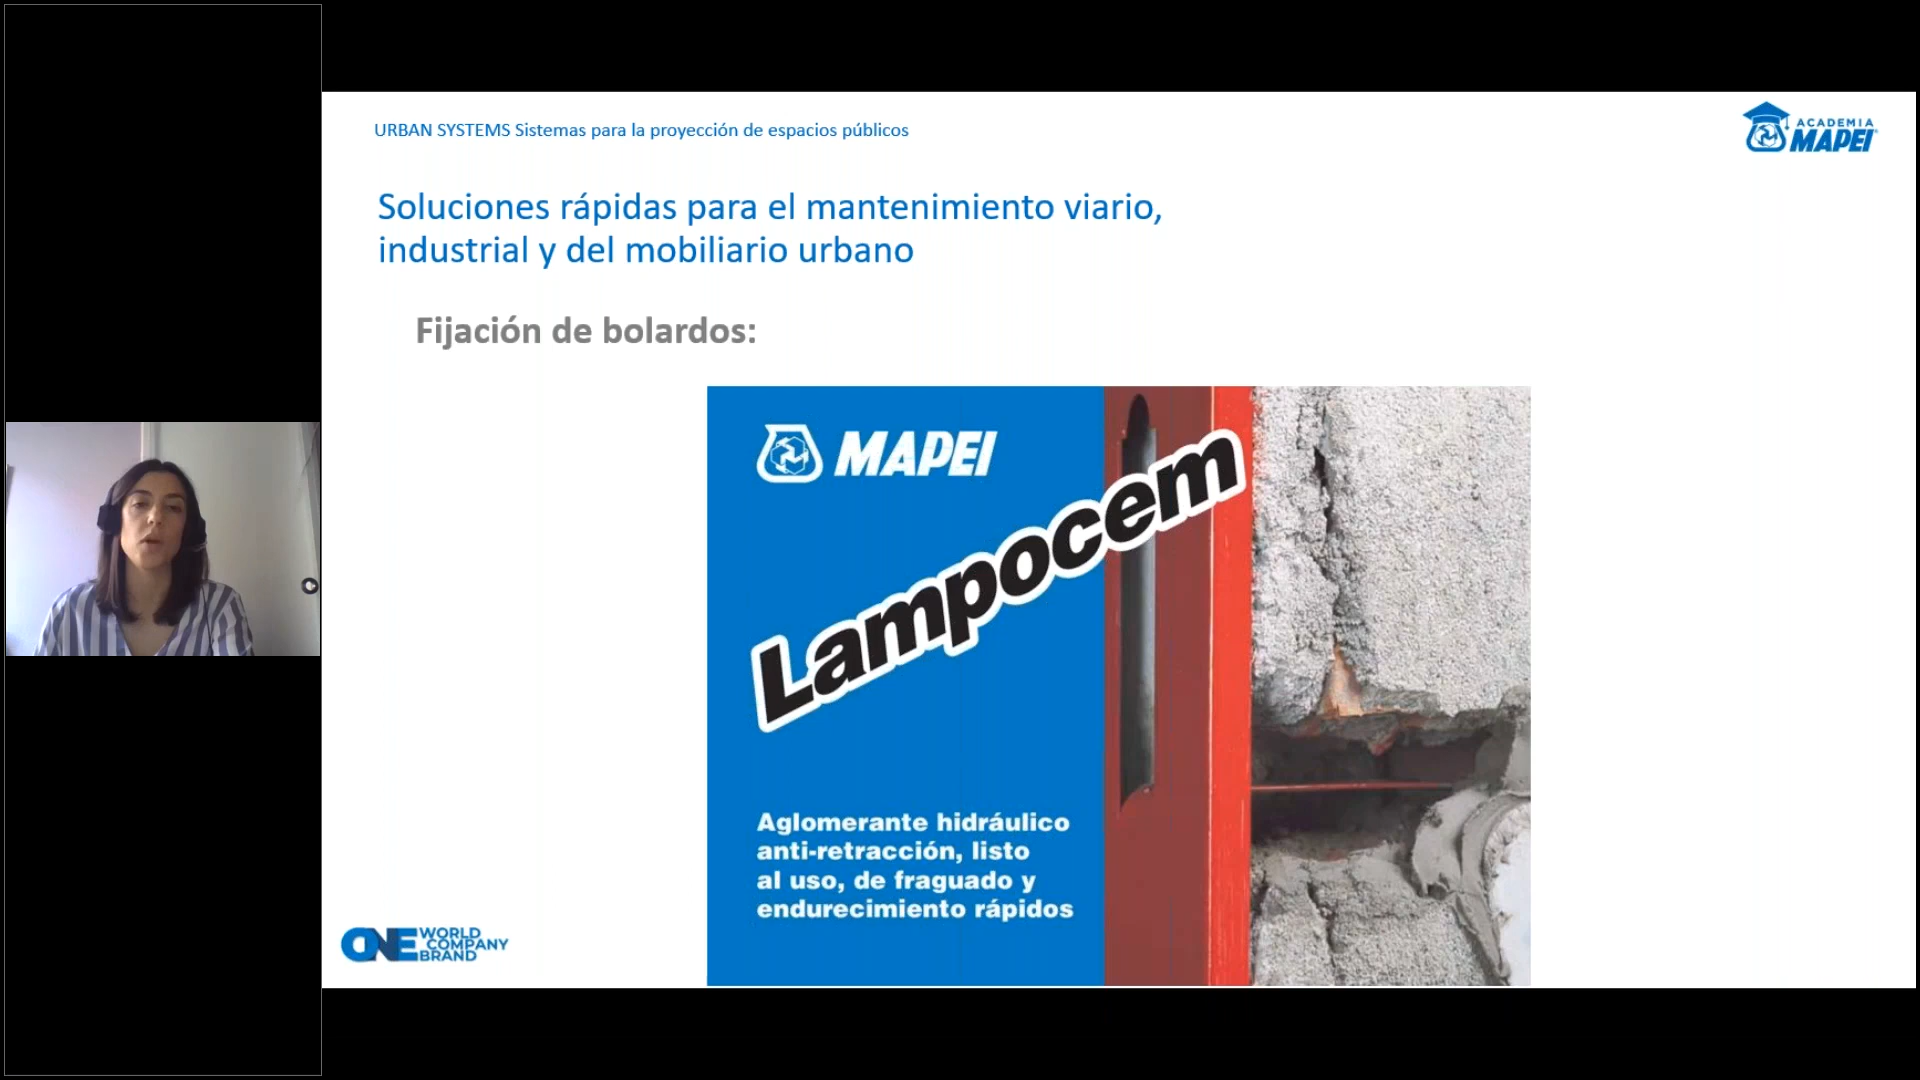 URBAN SYSTEMS Sistemas para la proyección de espacios públicos
ACADEMIA
MAPEI
Soluciones rápidas para el mantenimiento viario,
industrial y del mobiliario urbano
Fijación de bolardos:
MAPEI
Lampocem
Aglomerante hidráulico
anti-retracción, listo
al uso, de fraguado y
endurecimiento rápidos
ONE WORLD
COMPANY
BRAND